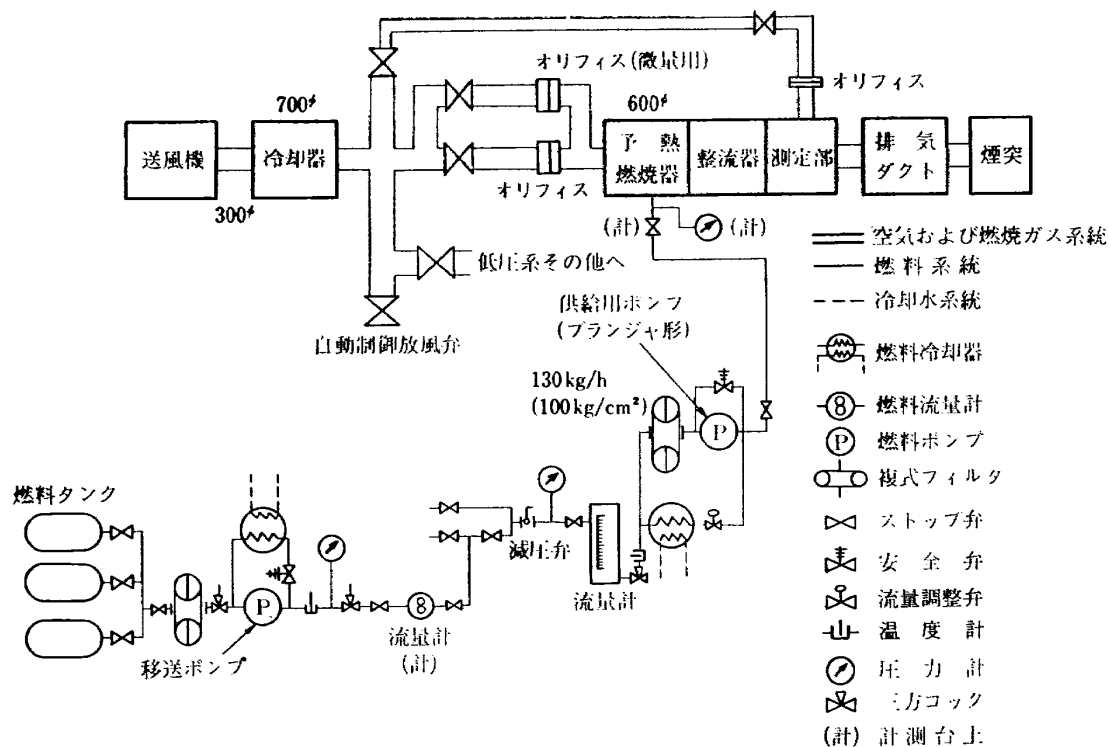 オリフィス(微量用)
オリフィス
700φ
600φ
送風機
冷却器
予熱
燃焼器
整流器
測定部
排気
ダクト
煙突
オリフィス
300φ
(計)
(計)
低圧系その他へ
自動制御放風弁
供給用ポンプ
(プランジャ形)
130kg/h
(100kg/cm²)
P
燃料タンク
減圧弁
流量計
P
8
移送ポンプ
流量計
(計)
空気および燃焼ガス系統
燃料系統
冷却水系統
燃料冷却器
8 燃料流量計
P 燃料ポンプ
複式フィルタ
ストップ弁
安全弁
流量調整弁
温度計
圧力計
三方コック
(計) 計測台上